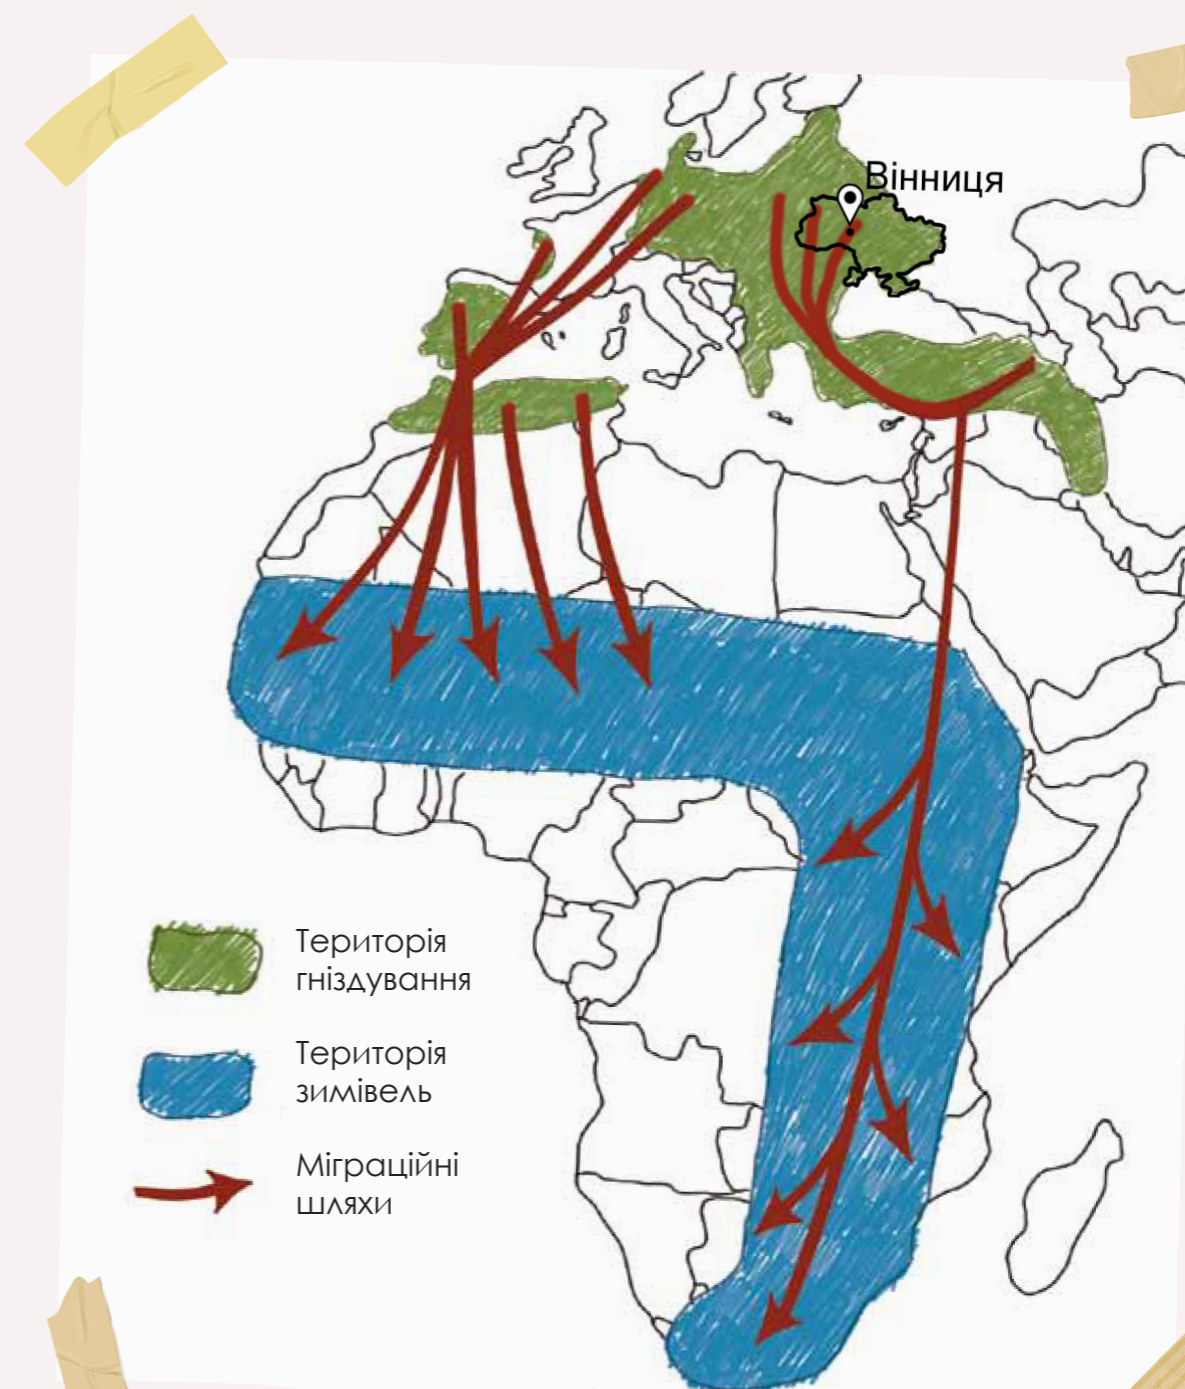 Вінниця
Територія
гніздування
Територія
зимівель
Міграційні
шляхи